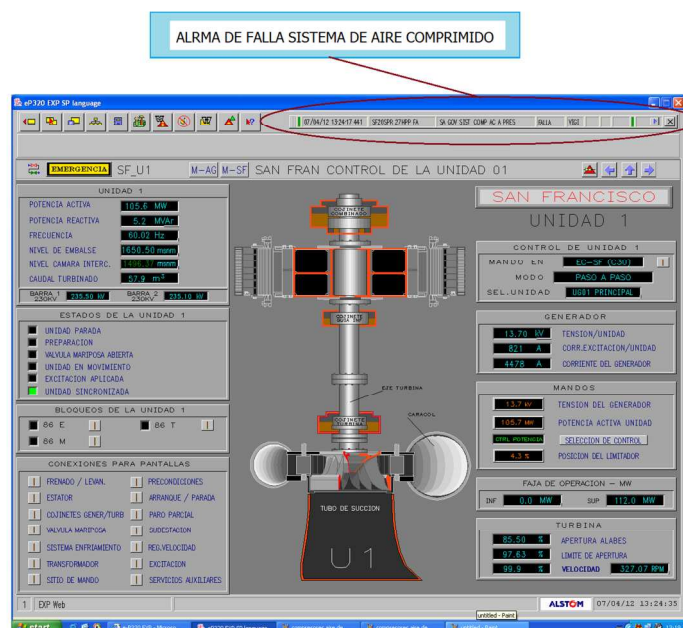 ALRMA DE FALLA SISTEMA DE AIRE COMPRIMIDO
eP320 EXP SP language
07/04/12 13:24:17 441 SF20SPR 27HPP FA SA GOV SIST COMP AC A PRES FALLA VIGI
EMERGENCIA SF_U1 M-AG M-SF SAN FRAN CONTROL DE LA UNIDAD 01
UNIDAD 1
POTENCIA ACTIVA 105.6 MW
POTENCIA REACTIVA 5.2 MVAr
FRECUENCIA 60.02 Hz
NIVEL DE EMBALSE 1650.50 msnm
NIVEL CAMARA INTERC. 1496.37 msnm
CAUDAL TURBINADO 57.9 m³
BARRA 1 230KV 235.50 kV BARRA 2 230KV 235.10 kV
ESTADOS DE LA UNIDAD 1
UNIDAD PARADA
PREPARACION
VALVULA MARIPOSA ABIERTA
UNIDAD EN MOVIMIENTO
EXCITACION APLICADA
UNIDAD SINCRONIZADA
BLOQUEOS DE LA UNIDAD 1
86 E 86 T
86 M
CONEXIONES PARA PANTALLAS
FRENADO / LEVAN. PRECONDICIONES
ESTATOR ARRANQUE / PARADA
COJINETES GENER/TURB PARO PARCIAL
VALVULA MARIPOSA SUDESTACION
SISTEMA ENFRIAMIENTO REG.VELOCIDAD
TRANSFORMADOR EXCITACION
SITIO DE MANDO SERVICIOS AUXILIARES
COJINETE COMBINADO
COJINETE GUIA INF
EJE TURBINA
COJINETE TURBINA
CARACOL
TUBO DE SUCCION
U1
SAN FRANCISCO
UNIDAD 1
CONTROL DE UNIDAD 1
MANDO EN EC-SF (C30)
MODO PASO A PASO
SEL.UNIDAD UG01 PRINCIPAL
GENERADOR
13.70 kV TENSION/UNIDAD
821 A CORR.EXCITACION/UNIDAD
4478 A CORRIENTE DEL GENERADOR
MANDOS
13.7 kV TENSION DEL GENERADOR
105.7 MW POTENCIA ACTIVA UNIDAD
CTRL POTENCIA SELECCION DE CONTROL
4.3 % POSICION DEL LIMITADOR
FAJA DE OPERACION - MW
INF 0.0 MW SUP 112.0 MW
TURBINA
85.50 % APERTURA ALABES
97.63 % LIMITE DE APERTURA
99.9 % VELOCIDAD 327.07 RPM
untitled - Paint
1 EXP Web ALSTOM 07/04/12 13:24:35
start